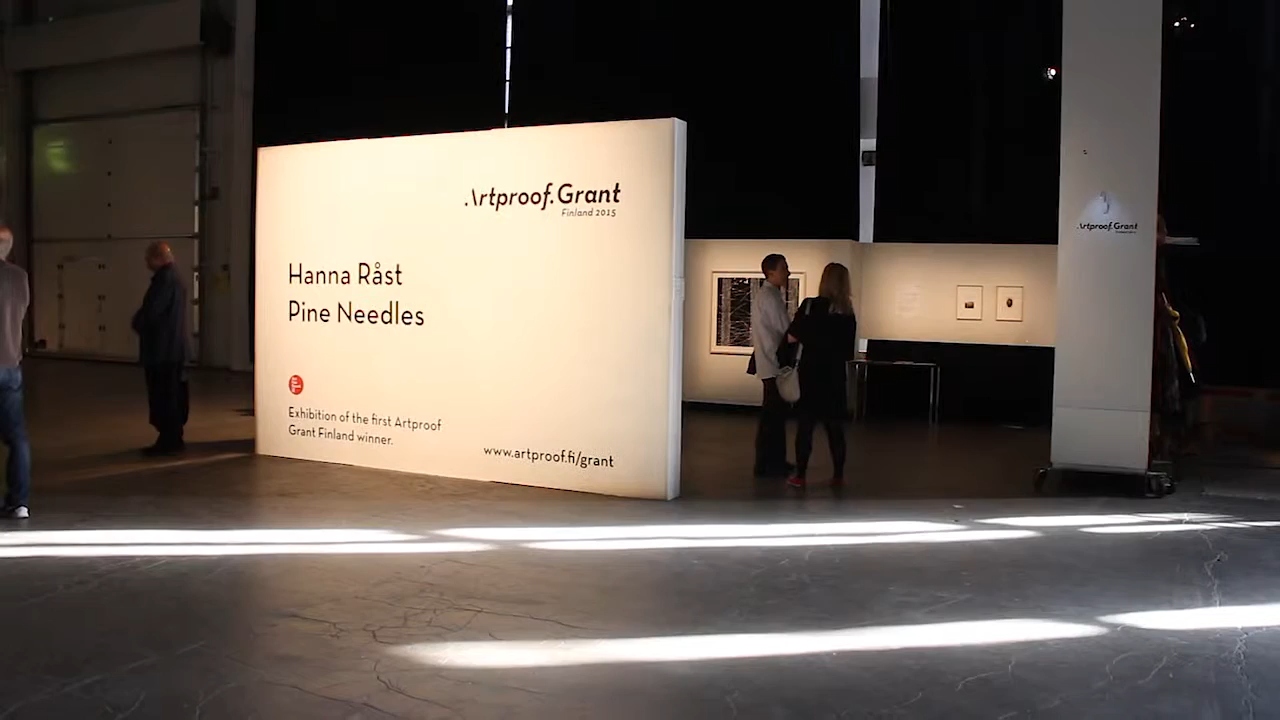 .Artproof.Grant
Finland 2015
Hanna Råst
Pine Needles
Exhibition of the first Artproof
Grant Finland winner.
www.artproof.fi/grant
.Artproof.Grant